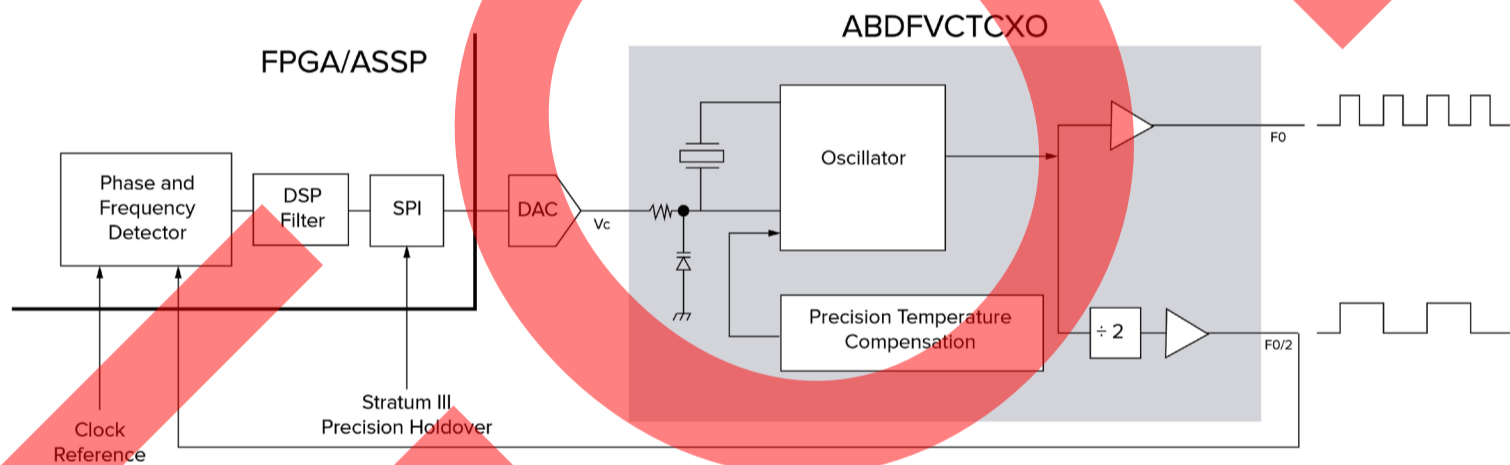 ABDFVCTCXO
FPGA/ASSP
Phase and
Frequency
Detector
DSP
Filter
SPI
DAC
Vc
Oscillator
F0
Precision Temperature
Compensation
÷ 2
F0/2
Stratum III
Precision Holdover
Clock
Reference